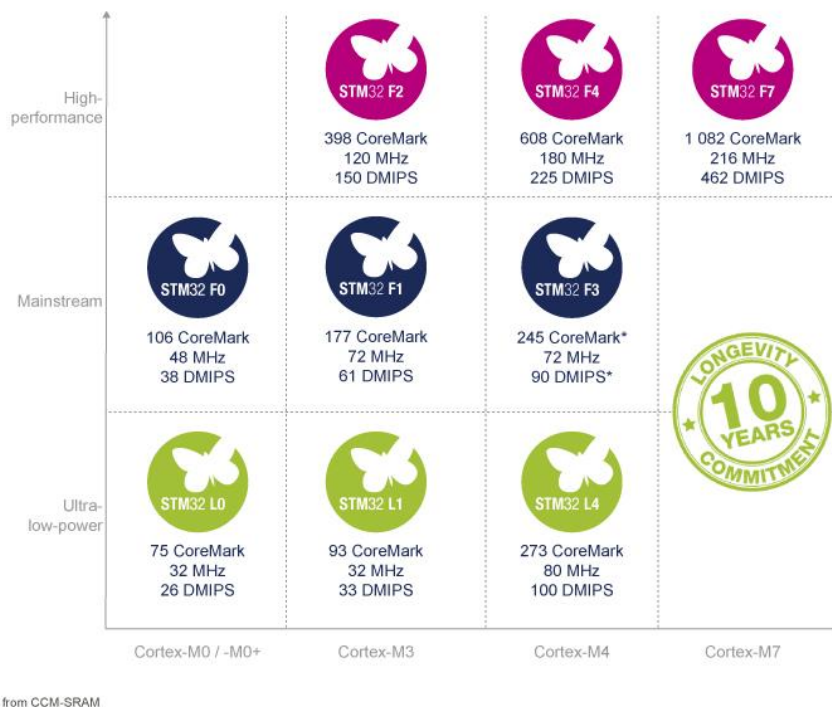 High-
performance
STM32 F2
398 CoreMark
120 MHz
150 DMIPS
STM32 F4
608 CoreMark
180 MHz
225 DMIPS
STM32 F7
1 082 CoreMark
216 MHz
462 DMIPS
Mainstream
STM32 F0
106 CoreMark
48 MHz
38 DMIPS
STM32 F1
177 CoreMark
72 MHz
61 DMIPS
STM32 F3
245 CoreMark*
72 MHz
90 DMIPS*
LONGEVITY
10
YEARS
COMMITMENT
Ultra-
low-power
STM32 L0
75 CoreMark
32 MHz
26 DMIPS
STM32 L1
93 CoreMark
32 MHz
33 DMIPS
STM32 L4
273 CoreMark
80 MHz
100 DMIPS
Cortex-M0 / -M0+
Cortex-M3
Cortex-M4
Cortex-M7
from CCM-SRAM